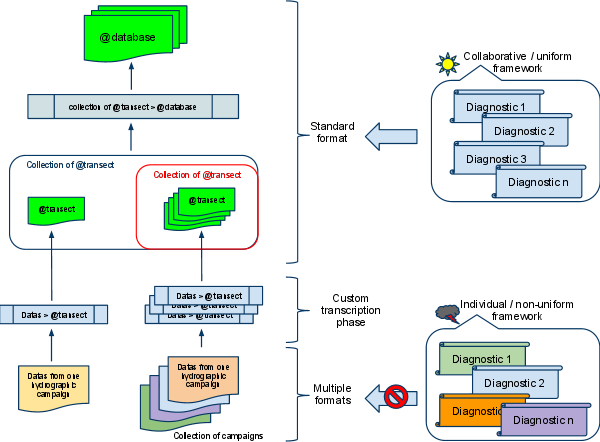 @database
collection of @transect > @database
Collection of @transect
Collection of @transect
@transect
@transect
Datas > @transect
Datas > @transect
Datas > @transect
Datas > @transect
Datas from one
hydrographic
campaign
Datas from one
hydrographic
campaign
Collection of campaigns
Standard
format
Custom
transcription
phase
Multiple
formats
Collaborative / uniform
framework
Diagnostic 1
Diagnostic 2
Diagnostic 3
Diagnostic n
Individual / non-uniform
framework
Diagnostic 1
Diagnostic 2
Diagnostic
Diagnostic n